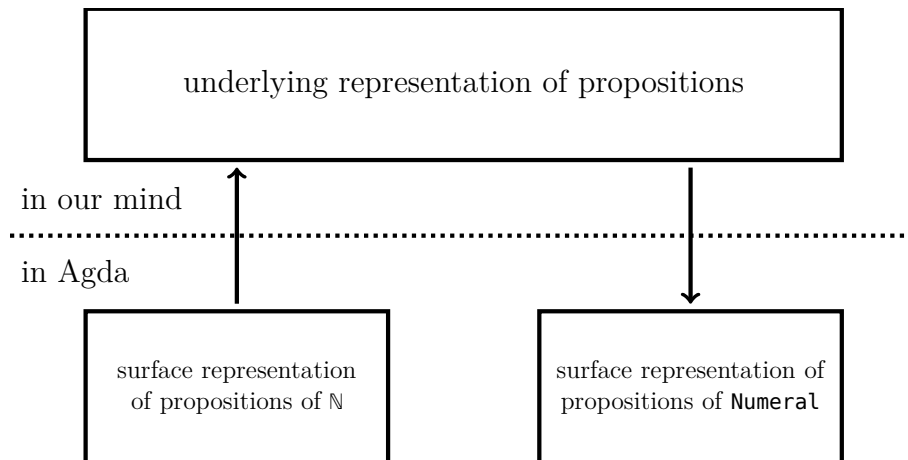 underlying representation of propositions
in our mind
in Agda
surface representation
of propositions of ℕ
surface representation of
propositions of Numeral